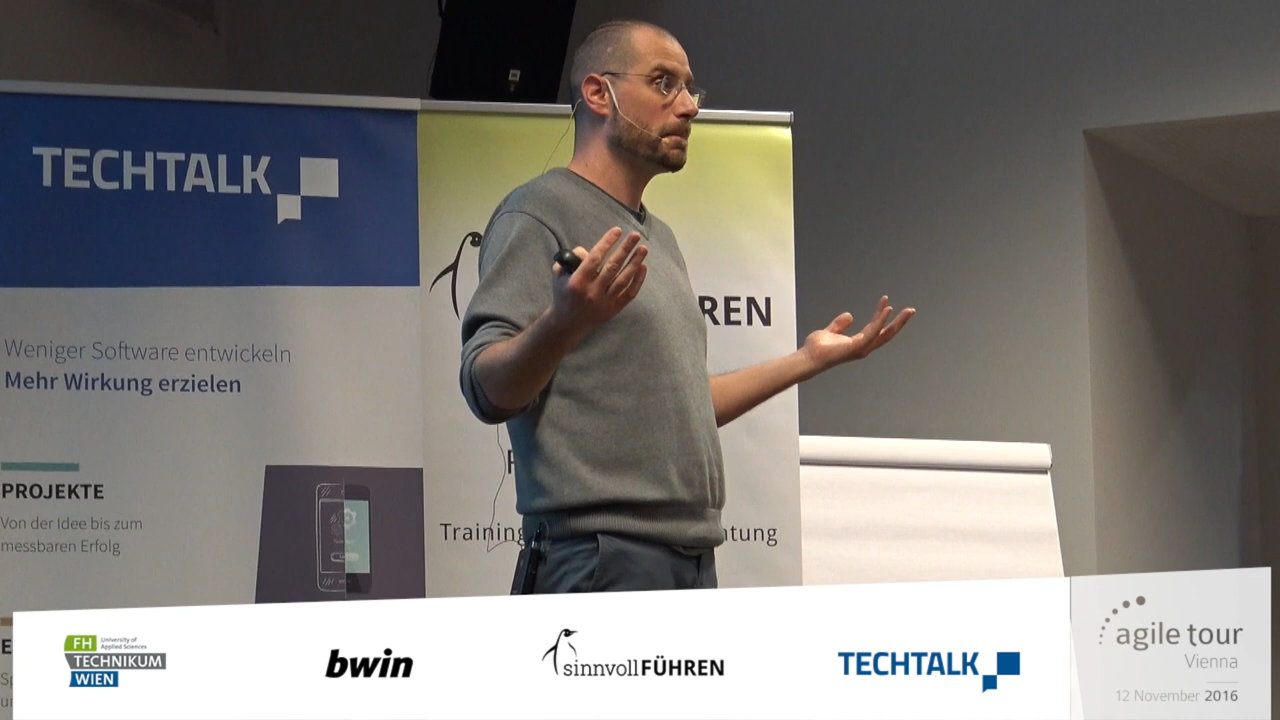 TECHTALK
Weniger Software entwickeln
Mehr Wirkung erzielen
PROJEKTE
Von der Idee bis zum
messbaren Erfolg
REN
Training
tung
FH
University of
Applied Sciences
TECHNIKUM
WIEN
bwin
sinnvollFÜHREN
TECHTALK
agile tour
Vienna
12 November 2016